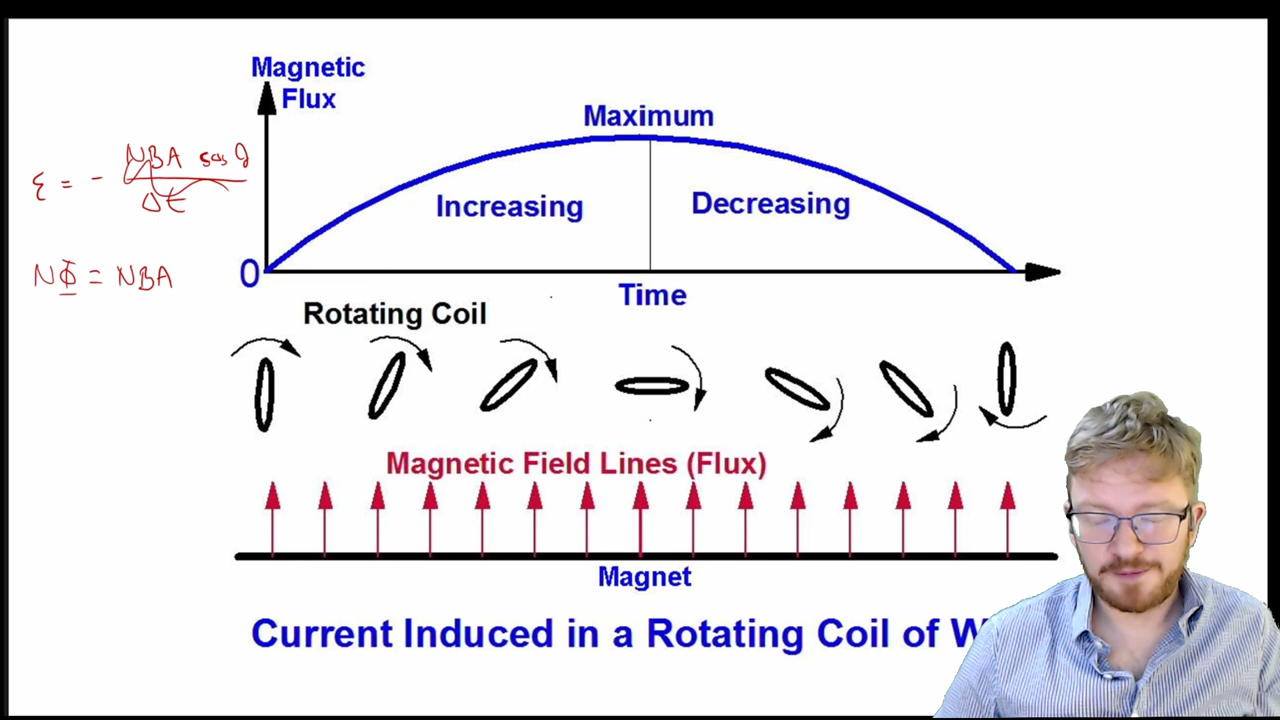 Magnetic
Flux
Maximum
ε = - NBA cos θ
Δt
Increasing
Decreasing
NΦ = NBA
0
Time
Rotating Coil
Magnetic Field Lines (Flux)
Magnet
Current Induced in a Rotating Coil of